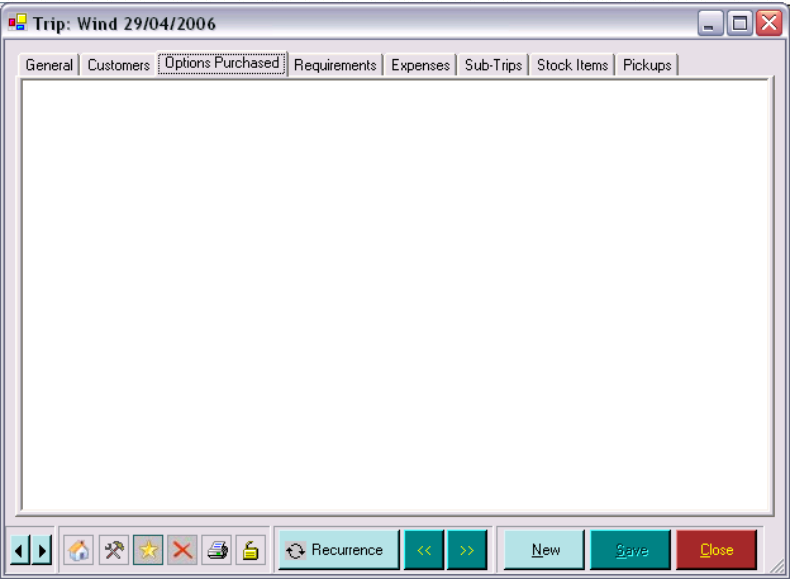 Trip: Wind 29/04/2006
General Customers Options Purchased Requirements Expenses Sub-Trips Stock Items Pickups
Recurrence << >> New Save Close